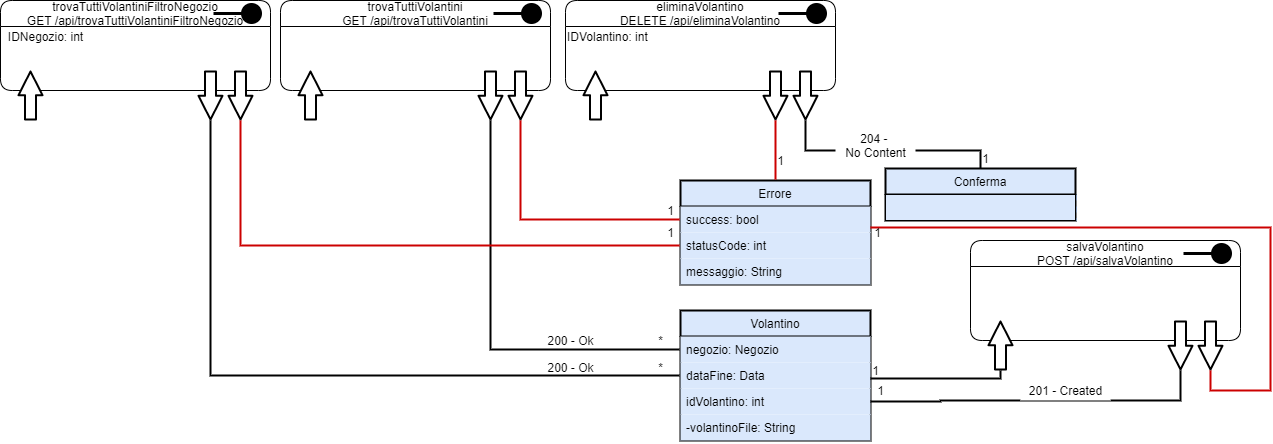 trovaTuttiVolantiniFiltroNegozio
GET /api/trovaTuttiVolantiniFiltroNegozio
IDNegozio: int
trovaTuttiVolantini
GET /api/trovaTuttiVolantini
eliminaVolantino
DELETE /api/eliminaVolantino
IDVolantino: int
204 -
No Content
1
1
Conferma
Errore
success: bool
statusCode: int
messaggio: String
1
1
1
salvaVolantino
POST /api/salvaVolantino
Volantino
negozio: Negozio
dataFine: Data
idVolantino: int
-volantinoFile: String
200 - Ok
*
200 - Ok
*
1
1
201 - Created